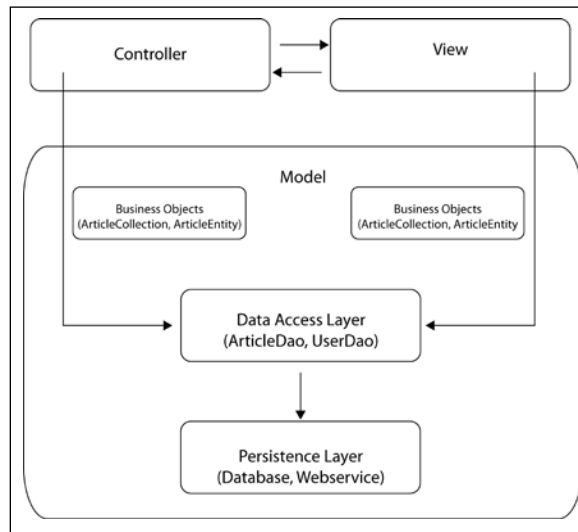 Controller
View
Model
Business Objects
(ArticleCollection, ArticleEntity)
Business Objects
(ArticleCollection, ArticleEntity
Data Access Layer
(ArticleDao, UserDao)
Persistence Layer
(Database, Webservice)